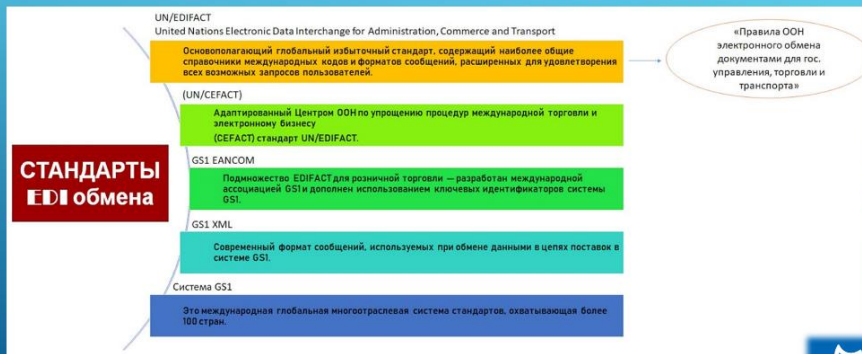 UN/EDIFACT
United Nations Electronic Data Interchange for Administration, Commerce and Transport
Основополагающий глобальный избыточный стандарт, содержащий наиболее общие
справочники международных кодов и форматов сообщений, расширенных для удовлетворения
всех возможных запросов пользователей.
«Правила ООН
электронного обмена
документами для гос.
управления, торговли и
транспорта»
(UN/CEFACT)
Адаптированный Центром ООН по упрощению процедур международной торговли и
электронному бизнесу
(CEFACT) стандарт UN/EDIFACT.
СТАНДАРТЫ
EDI обмена
GS1 EANCOM
Подмножество EDIFACT для розничной торговли — разработан международной
ассоциацией GS1 и дополнен использованием ключевых идентификаторов системы
GS1.
GS1 XML
Современный формат сообщений, используемых при обмене данными в цепях поставок в
системе GS1.
Система GS1
Это международная глобальная многоотраслевая система стандартов, охватывающая более
100 стран.